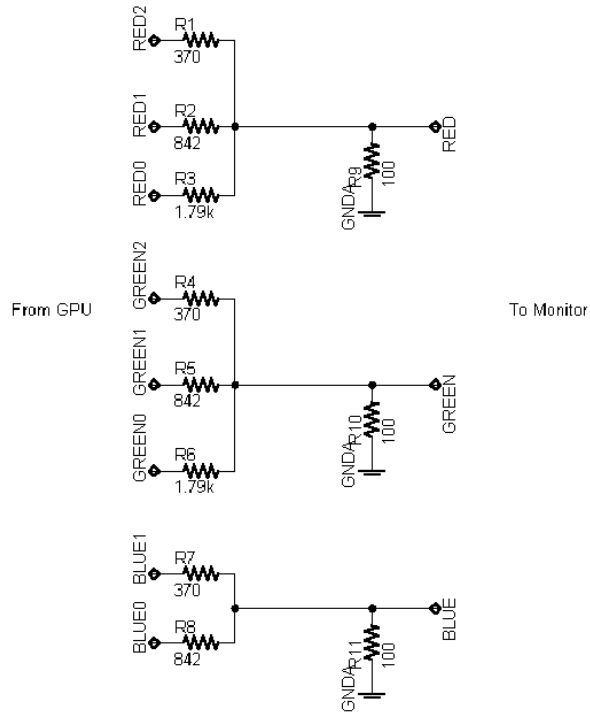 RED2
R1
370
RED1
R2
842
RED
RED0
R3
1.79k
R9
100
GNDA
From GPU
To Monitor
GREEN2
R4
370
GREEN1
R5
842
GREEN
GREEN0
R6
1.79k
R10
100
GNDA
BLUE1
R7
370
BLUE
BLUE0
R8
842
R11
100
GNDA